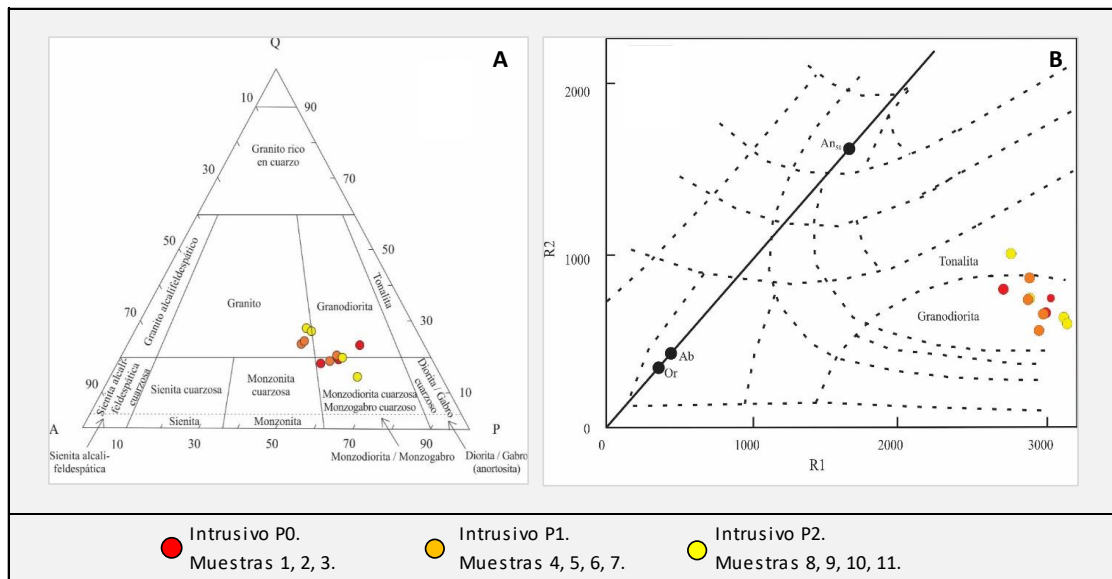 A
Q
10
90
Granito rico
en cuarzo
30
70
50
50
Granito alcalifeldespático
Tonalita
Granito
Granodiorita
70
30
Sienita alcali-
feldespática
cuarzosa
Sienita cuarzosa
Monzonita
cuarzosa
Monzodiorita cuarzosa
Monzogabro cuarzoso
Diorita / Gabro
cuarzoso
90
10
A
Sienita
Monzonita
P
10
30
50
70
90
Sienita alcali-
feldespática
Monzodiorita / Monzogabro
Diorita / Gabro
(anortosita)
B
2000
An₅₀
R2
1000
Tonalita
Granodiorita
Ab
Or
0
0
1000
2000
3000
R1
Intrusivo P0.
Muestras 1, 2, 3.
Intrusivo P1.
Muestras 4, 5, 6, 7.
Intrusivo P2.
Muestras 8, 9, 10, 11.